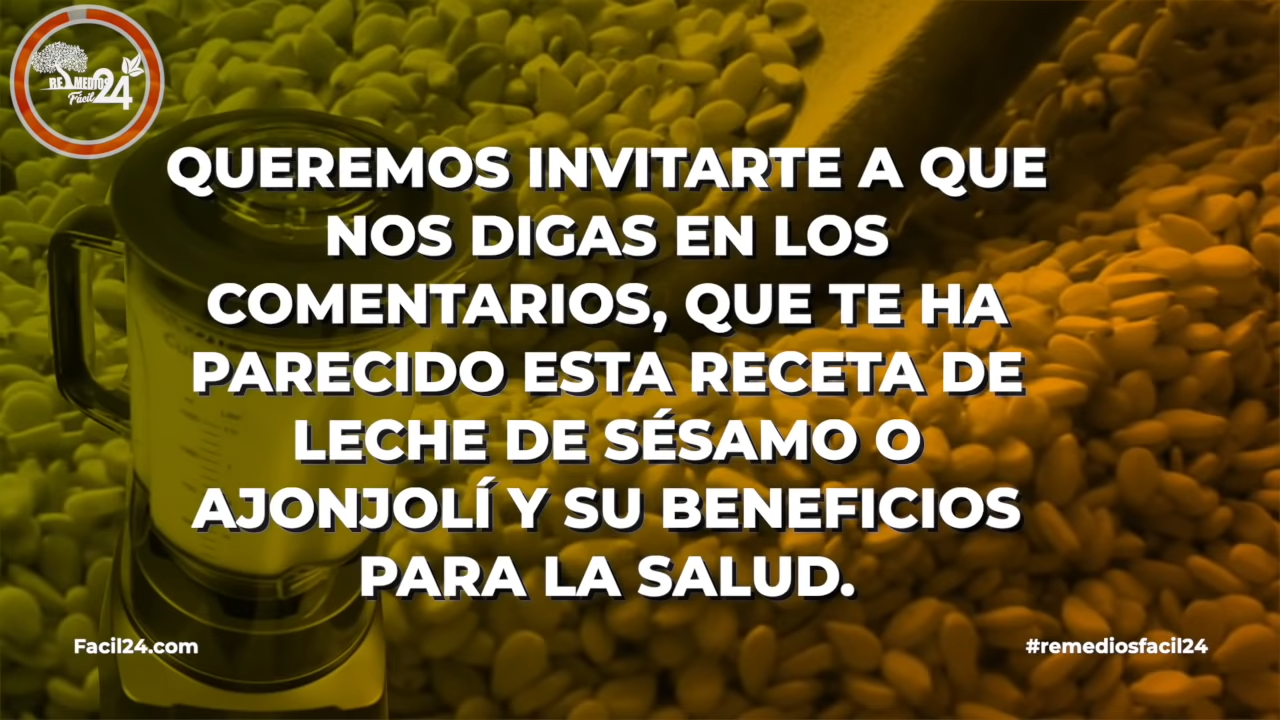 REMEDIOS
Fácil 24
QUEREMOS INVITARTE A QUE
NOS DIGAS EN LOS
COMENTARIOS, QUE TE HA
PARECIDO ESTA RECETA DE
LECHE DE SÉSAMO O
AJONJOLÍ Y SU BENEFICIOS
PARA LA SALUD.
Facil24.com
#remediosfacil24